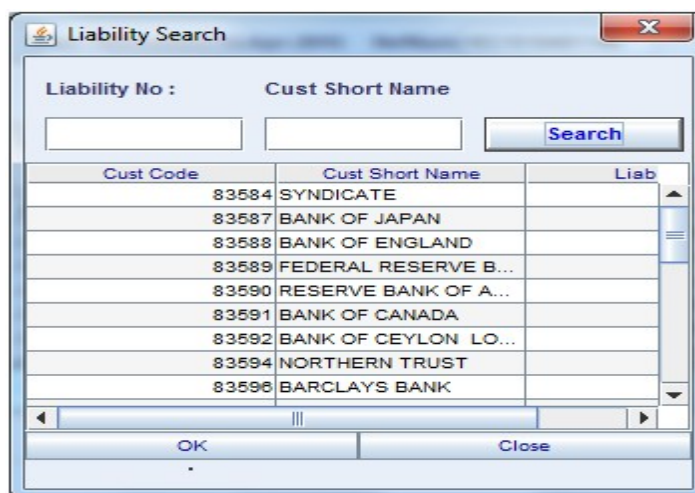 Liability Search
Liability No : Cust Short Name
Search
Cust Code Cust Short Name Liab
83584 SYNDICATE
83587 BANK OF JAPAN
83588 BANK OF ENGLAND
83589 FEDERAL RESERVE B...
83590 RESERVE BANK OF A...
83591 BANK OF CANADA
83592 BANK OF CEYLON LO...
83594 NORTHERN TRUST
83596 BARCLAYS BANK
OK Close